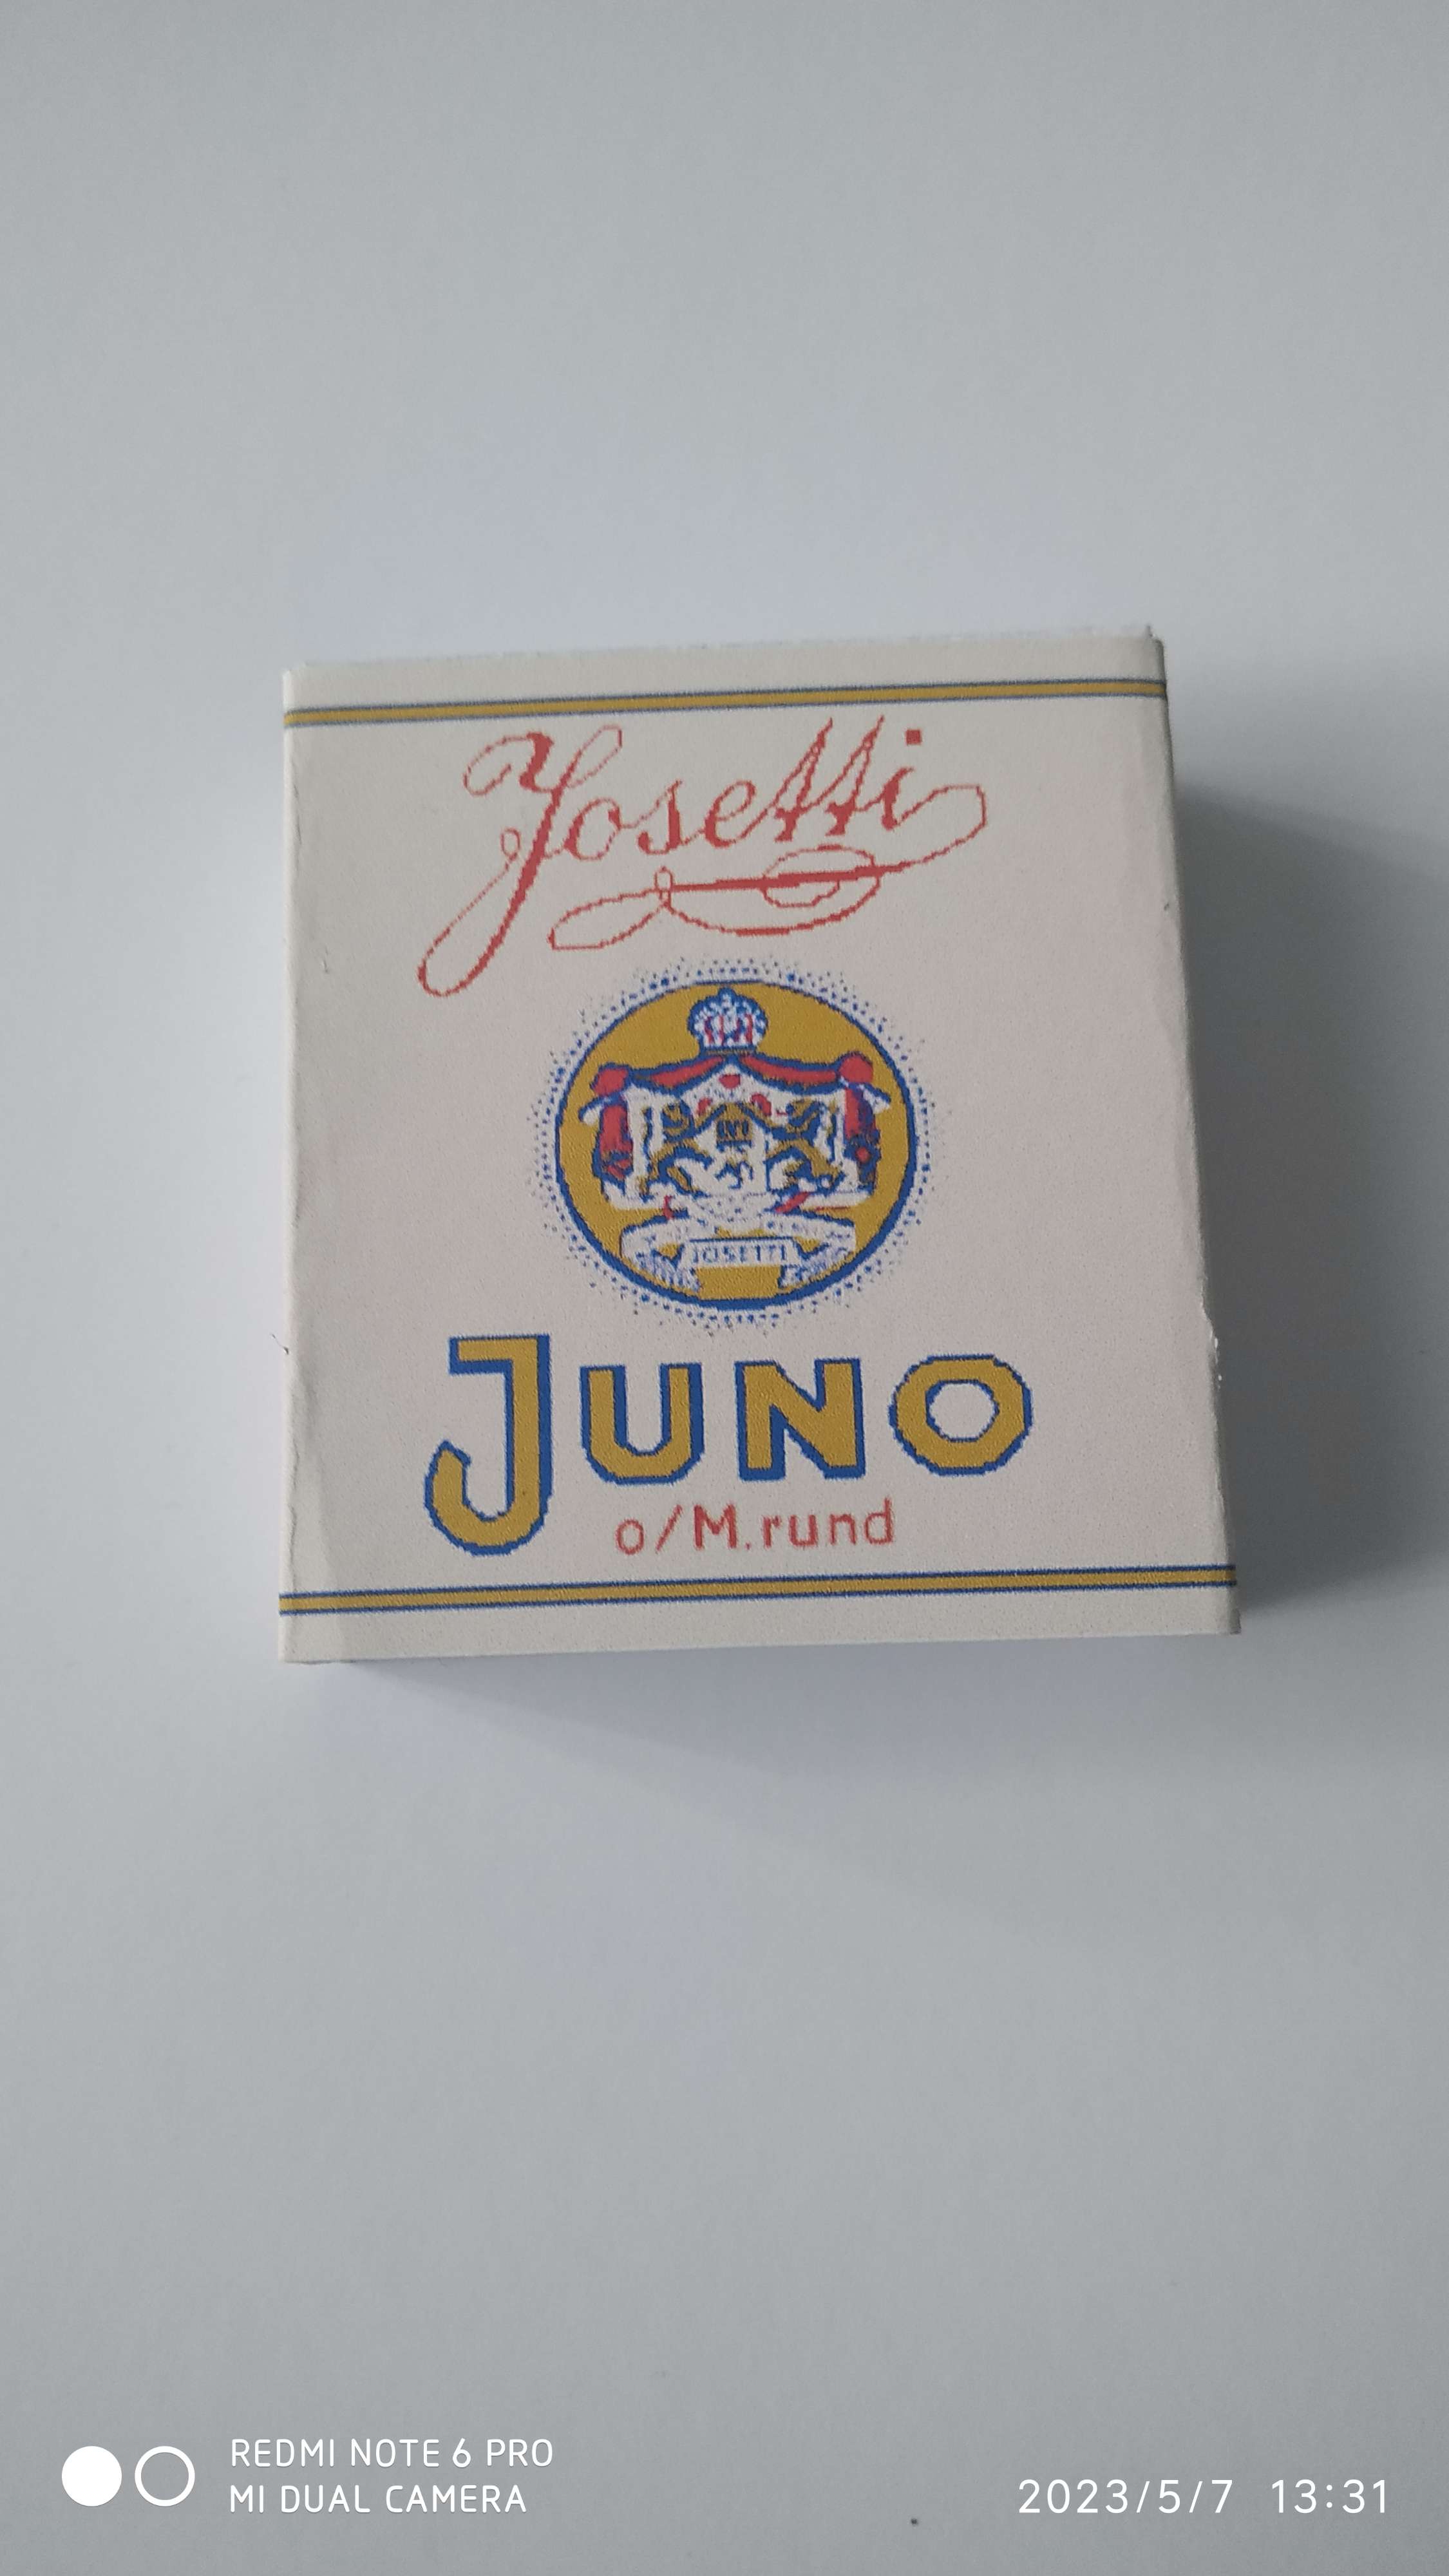 Josetti
JOSETTI
JUNO
o/M.rund
REDMI NOTE 6 PRO
MI DUAL CAMERA
2023/5/7 13:31